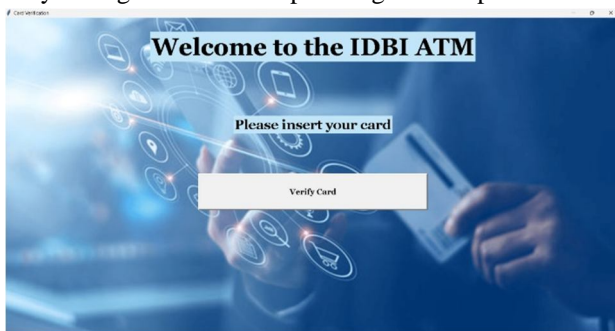 Card Verification
Welcome to the IDBI ATM
Please insert your card
Verify Card